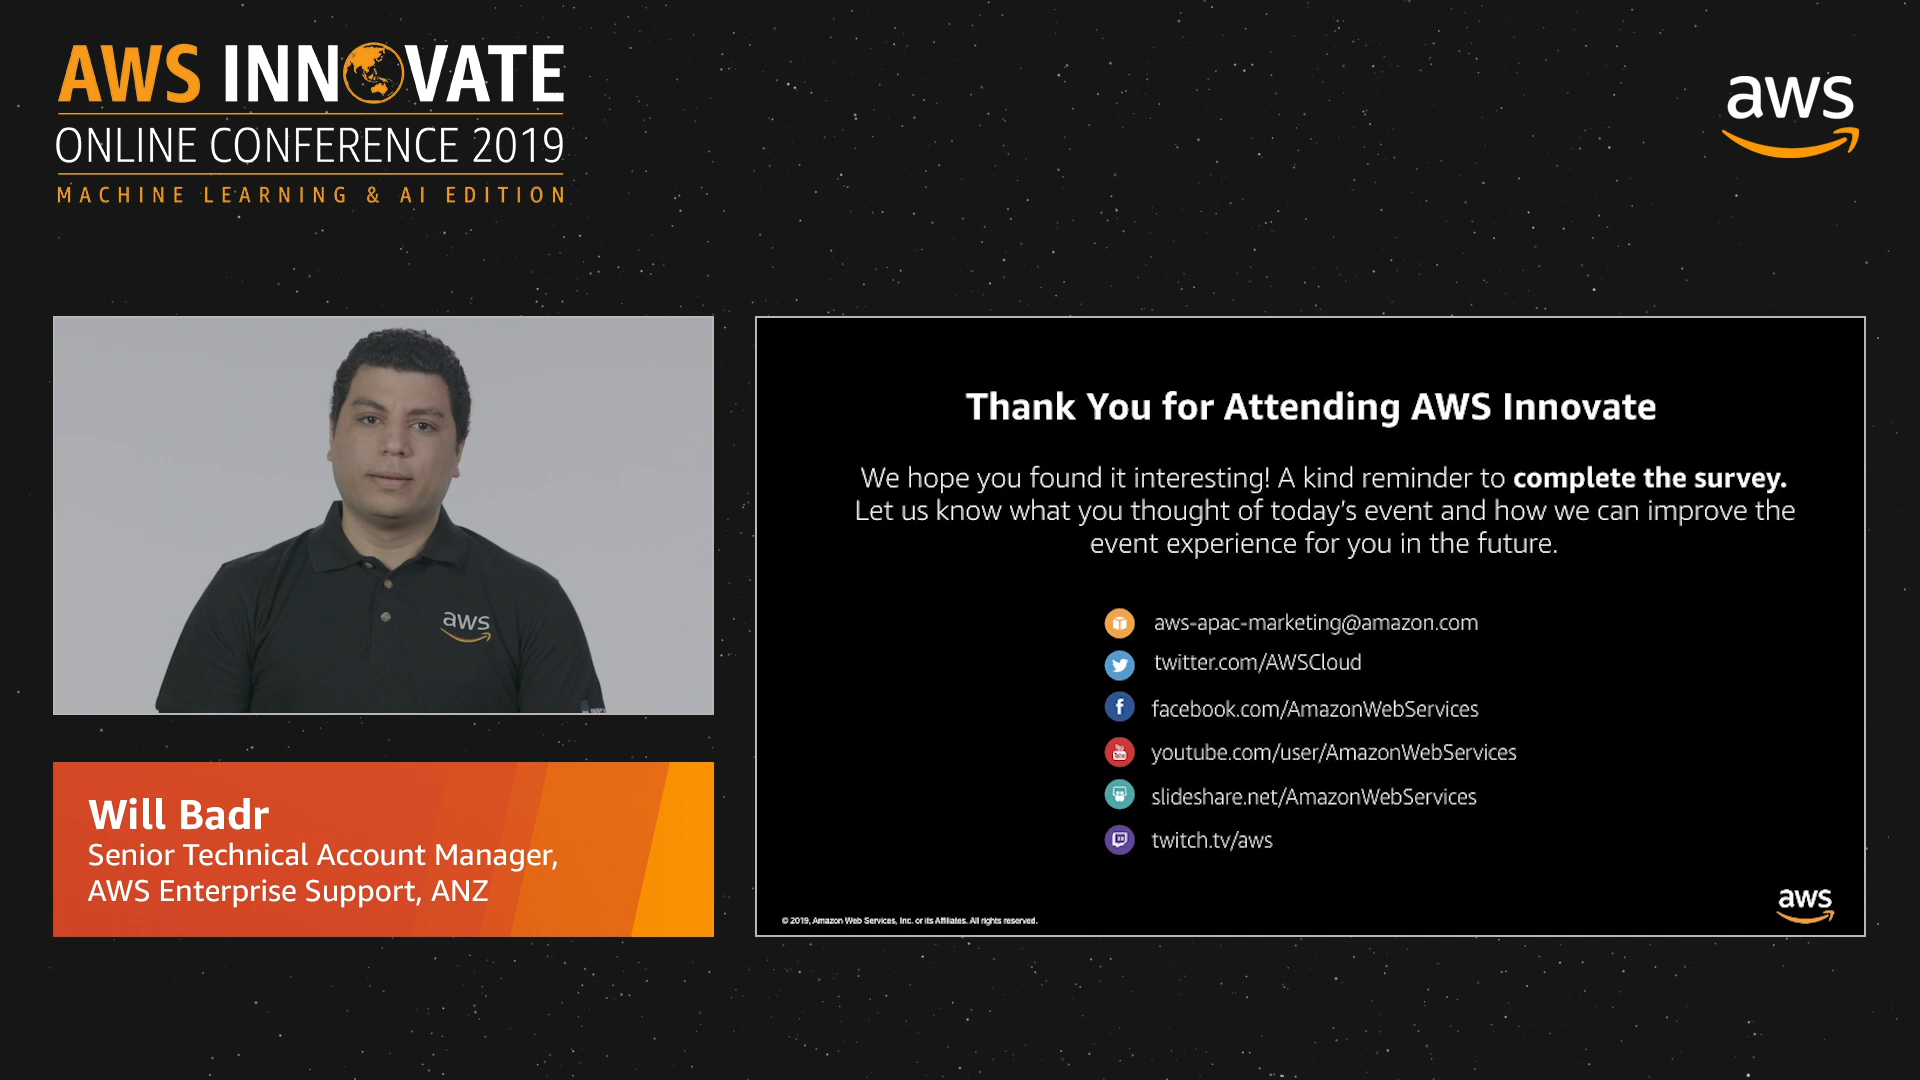 AWS INNOVATE
ONLINE CONFERENCE 2019
MACHINE LEARNING & AI EDITION
aws
aws
Will Badr
Senior Technical Account Manager,
AWS Enterprise Support, ANZ
Thank You for Attending AWS Innovate
We hope you found it interesting! A kind reminder to complete the survey.
Let us know what you thought of today's event and how we can improve the
event experience for you in the future.
aws-apac-marketing@amazon.com
twitter.com/AWSCloud
facebook.com/AmazonWebServices
youtube.com/user/AmazonWebServices
slideshare.net/AmazonWebServices
twitch.tv/aws
© 2019, Amazon Web Services, Inc. or its Affiliates. All rights reserved.
aws